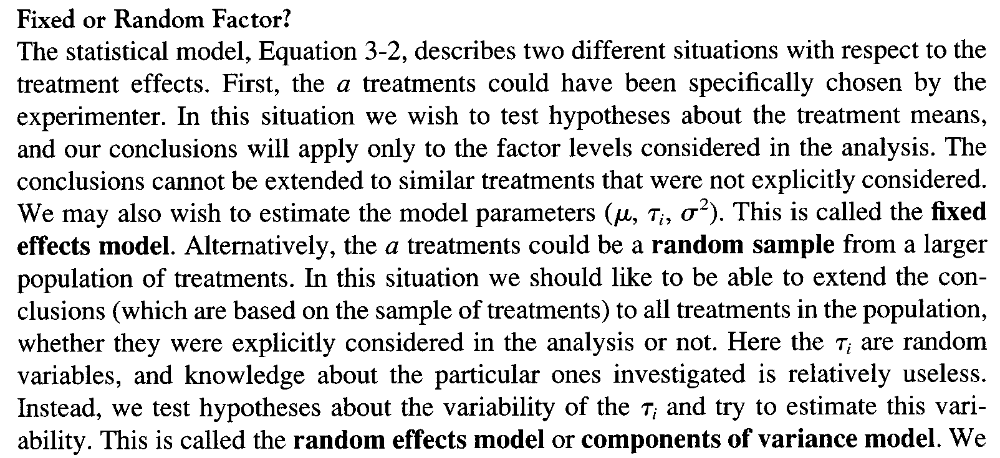 Fixed or Random Factor?
The statistical model, Equation 3-2, describes two different situations with respect to the
treatment effects. First, the a treatments could have been specifically chosen by the
experimenter. In this situation we wish to test hypotheses about the treatment means,
and our conclusions will apply only to the factor levels considered in the analysis. The
conclusions cannot be extended to similar treatments that were not explicitly considered.
We may also wish to estimate the model parameters (μ, τᵢ, σ²). This is called the fixed
effects model. Alternatively, the a treatments could be a random sample from a larger
population of treatments. In this situation we should like to be able to extend the con-
clusions (which are based on the sample of treatments) to all treatments in the population,
whether they were explicitly considered in the analysis or not. Here the τᵢ are random
variables, and knowledge about the particular ones investigated is relatively useless.
Instead, we test hypotheses about the variability of the τᵢ and try to estimate this vari-
ability. This is called the random effects model or components of variance model. We